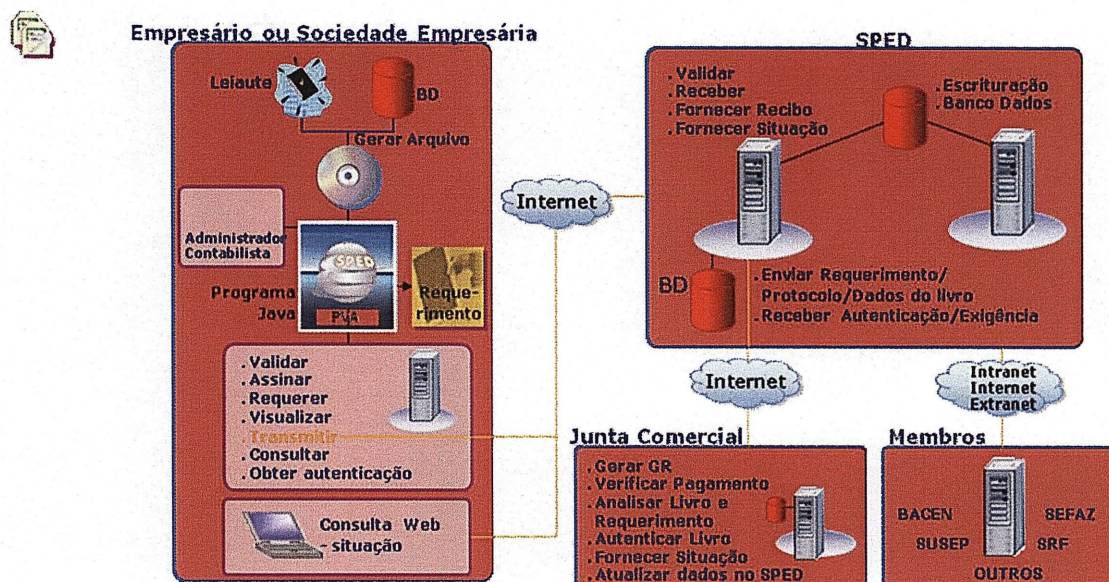 Empresário ou Sociedade Empresária
Leiaute
BD
Gerar Arquivo
Administrador
Contabilista
SPED
PVA
Programa
Java
Reque-
rimento
.Validar
.Assinar
.Requerer
.Visualizar
.Transmitir
.Consultar
.Obter autenticação
Consulta Web
- situação
Internet
SPED
.Validar
.Receber
.Fornecer Recibo
.Fornecer Situação
.Escrituração
.Banco Dados
BD
.Enviar Requerimento/
Protocolo/Dados do livro
.Receber Autenticação/Exigência
Internet
Intranet
Internet
Extranet
Junta Comercial
.Gerar GR
.Verificar Pagamento
.Analisar Livro e
Requerimento
.Autenticar Livro
.Fornecer Situação
.Atualizar dados no SPED
Membros
BACEN
SEFAZ
SUSEP
SRF
OUTROS